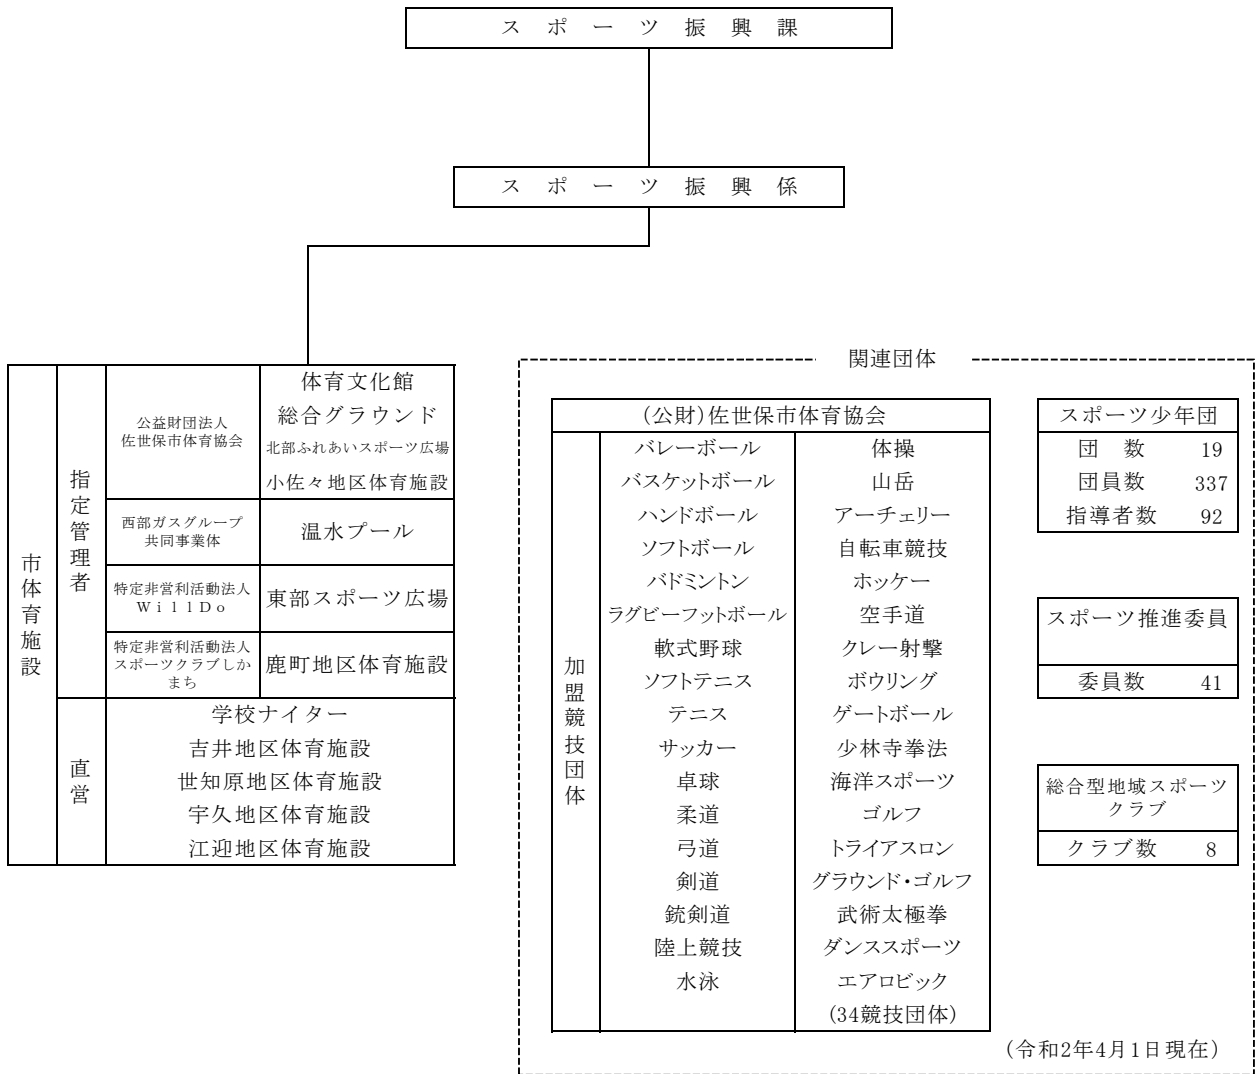 スポーツ振興課
スポーツ振興係
市体育施設
指定管理者
公益財団法人
佐世保市体育協会
体育文化館
総合グラウンド
北部ふれあいスポーツ広場
小佐々地区体育施設
西部ガスグループ
共同事業体
温水プール
特定非営利活動法人
WillDo
東部スポーツ広場
特定非営利活動法人
スポーツクラブしか
まち
鹿町地区体育施設
直営
学校ナイター
吉井地区体育施設
世知原地区体育施設
宇久地区体育施設
江迎地区体育施設
関連団体
(公財)佐世保市体育協会
加盟競技団体
バレーボール
バスケットボール
ハンドボール
ソフトボール
バドミントン
ラグビーフットボール
軟式野球
ソフトテニス
テニス
サッカー
卓球
柔道
弓道
剣道
銃剣道
陸上競技
水泳
体操
山岳
アーチェリー
自転車競技
ホッケー
空手道
クレー射撃
ボウリング
ゲートボール
少林寺拳法
海洋スポーツ
ゴルフ
トライアスロン
グラウンド・ゴルフ
武術太極拳
ダンススポーツ
エアロビック
(34競技団体)
スポーツ少年団
団 数 19
団員数 337
指導者数 92
スポーツ推進委員
委員数 41
総合型地域スポーツ
クラブ
クラブ数 8
(令和2年4月1日現在)